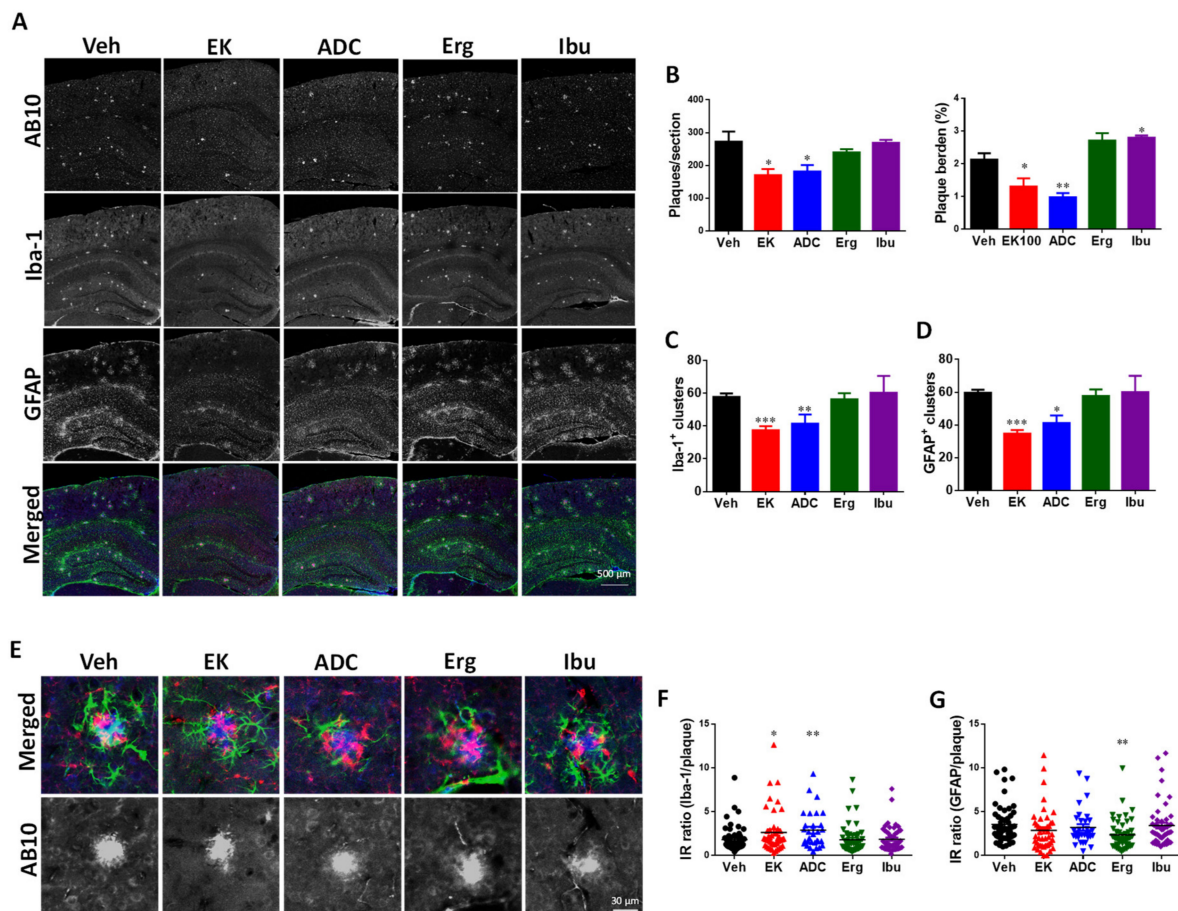 A
Veh EK ADC Erg Ibu
AB10
Iba-1
GFAP
Merged
500 µm
B
Plaques/section
400
300
200
100
0
* *
Veh EK ADC Erg Ibu
Plaque berden (%)
4
3
2
1
0
* ** *
Veh EK100 ADC Erg Ibu
C
Iba-1+ clusters
80
60
40
20
0
*** **
Veh EK ADC Erg Ibu
D
GFAP+ clusters
80
60
40
20
0
*** *
Veh EK ADC Erg Ibu
E
Veh EK ADC Erg Ibu
Merged
AB10
30 µm
F
IR ratio (Iba-1/plaque)
15
10
5
0
* **
Veh EK ADC Erg Ibu
G
IR ratio (GFAP/plaque)
15
10
5
0
**
Veh EK ADC Erg Ibu